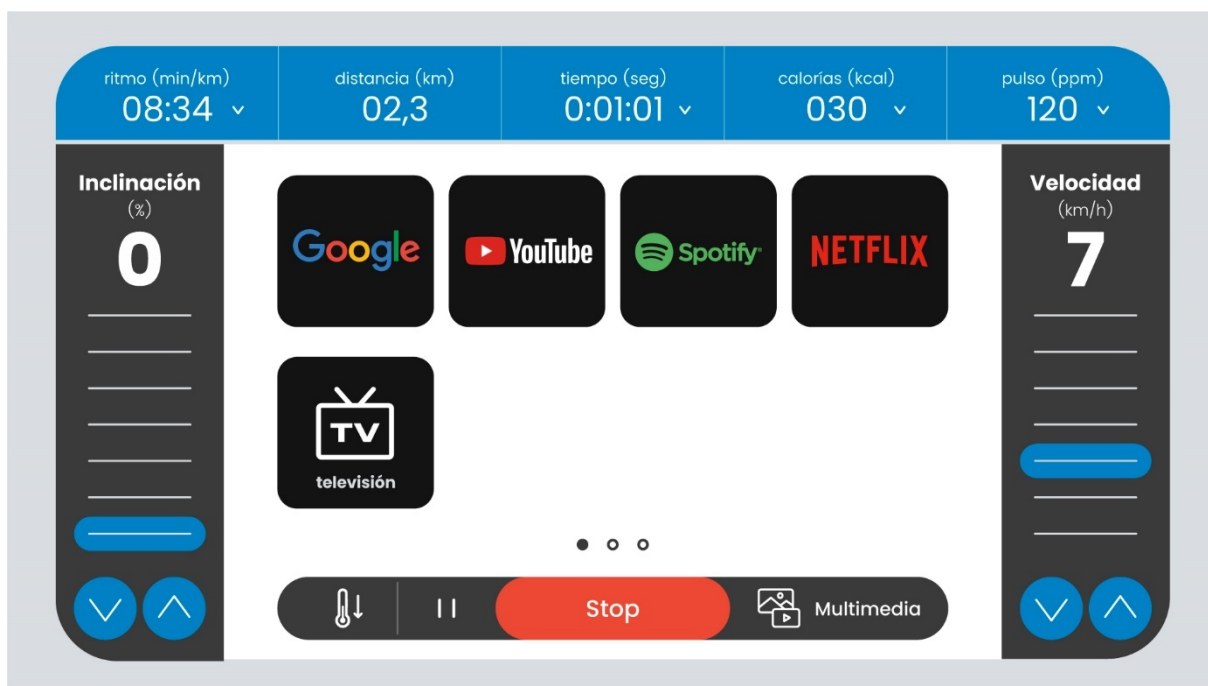 ritmo (min/km)
08:34
distancia (km)
02,3
tiempo (seg)
0:01:01
calorías (kcal)
030
pulso (ppm)
120
Inclinación
(%)
0
Google
YouTube
Spotify
NETFLIX
TV
televisión
Velocidad
(km/h)
7
Stop
Multimedia